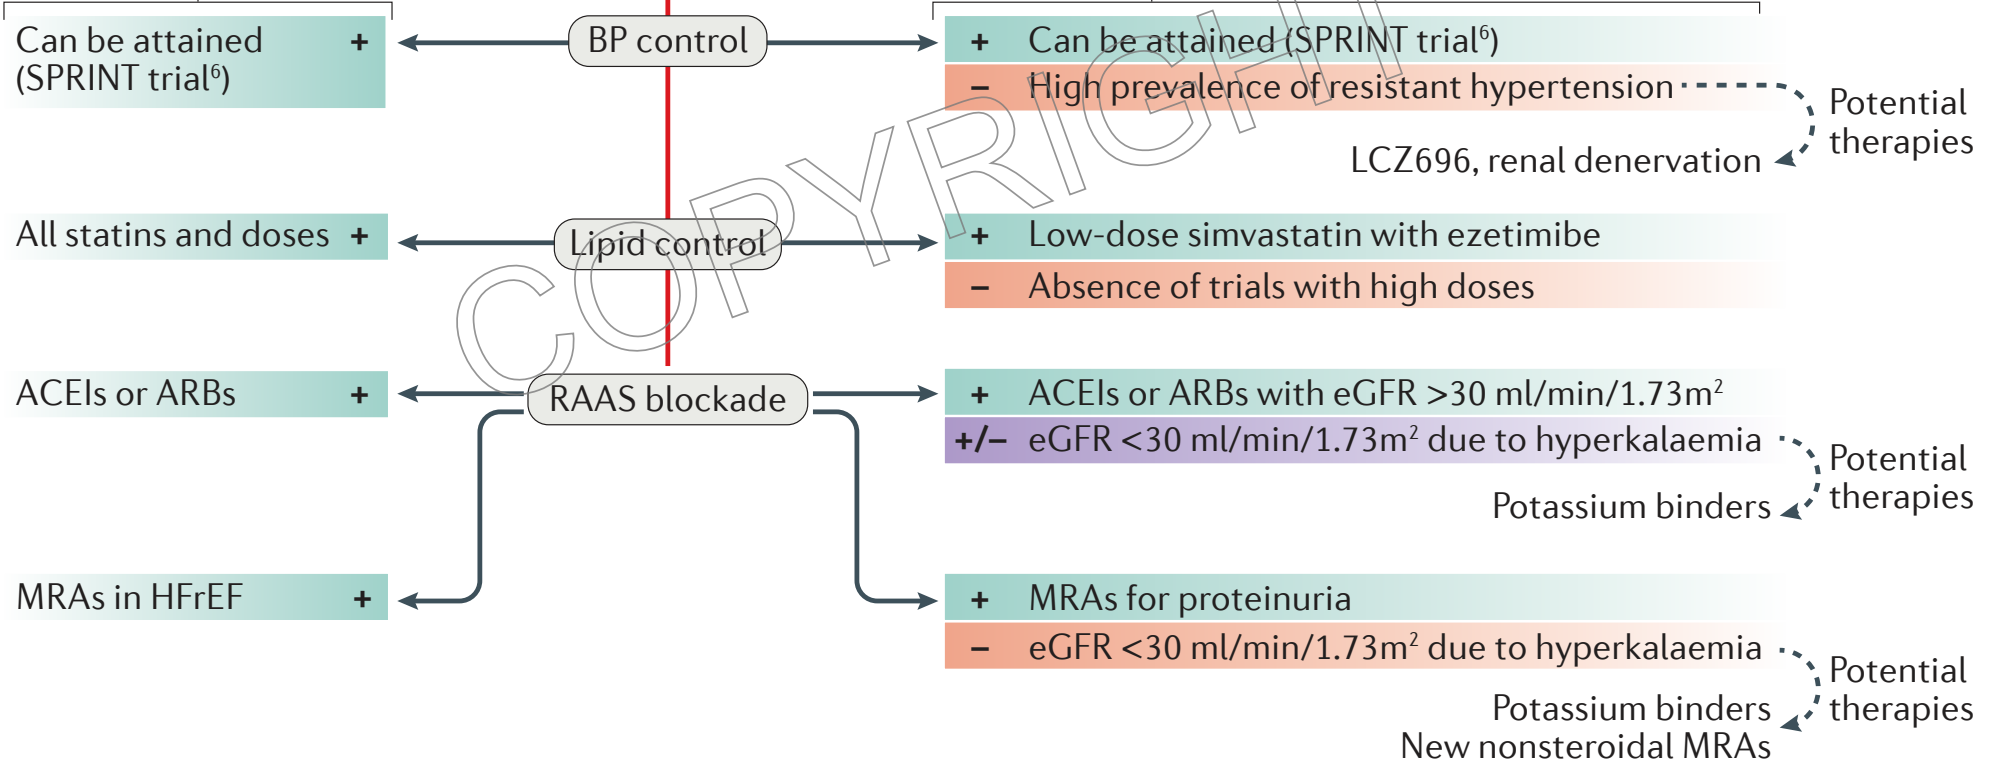 Can be attained +
(SPRINT trial⁶)
BP control
+ Can be attained (SPRINT trial⁶)
– High prevalence of resistant hypertension
Potential
therapies
LCZ696, renal denervation
All statins and doses +
Lipid control
+ Low-dose simvastatin with ezetimibe
– Absence of trials with high doses
ACEIs or ARBs +
RAAS blockade
+ ACEIs or ARBs with eGFR >30 ml/min/1.73m²
+/– eGFR <30 ml/min/1.73m² due to hyperkalaemia
Potential
therapies
Potassium binders
MRAs in HFrEF +
+ MRAs for proteinuria
– eGFR <30 ml/min/1.73m² due to hyperkalaemia
Potential
therapies
Potassium binders
New nonsteroidal MRAs
COPYRIGHT